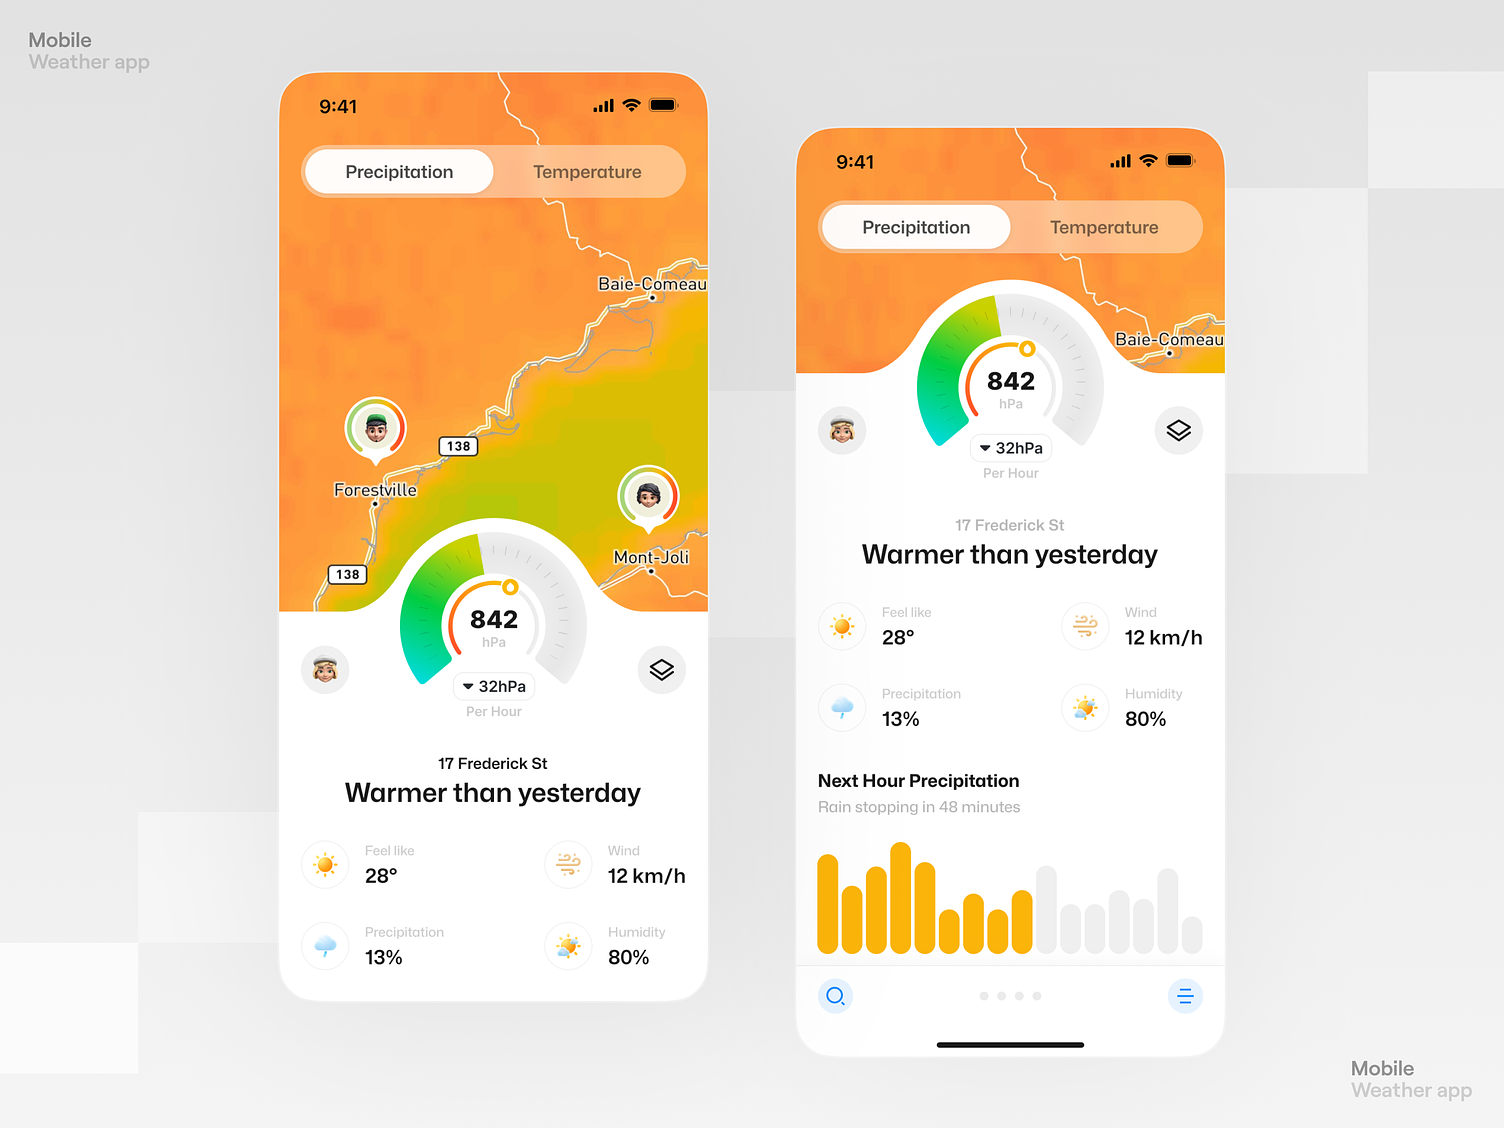 Mobile
Weather app
9:41
Precipitation
Temperature
Baie-Comeau
138
Forestville
Mont-Joli
138
842
hPa
32hPa
Per Hour
17 Frederick St
Warmer than yesterday
Feel like
28°
Wind
12 km/h
Precipitation
13%
Humidity
80%
9:41
Precipitation
Temperature
Baie-Comeau
842
hPa
32hPa
Per Hour
17 Frederick St
Warmer than yesterday
Feel like
28°
Wind
12 km/h
Precipitation
13%
Humidity
80%
Next Hour Precipitation
Rain stopping in 48 minutes
Mobile
Weather app